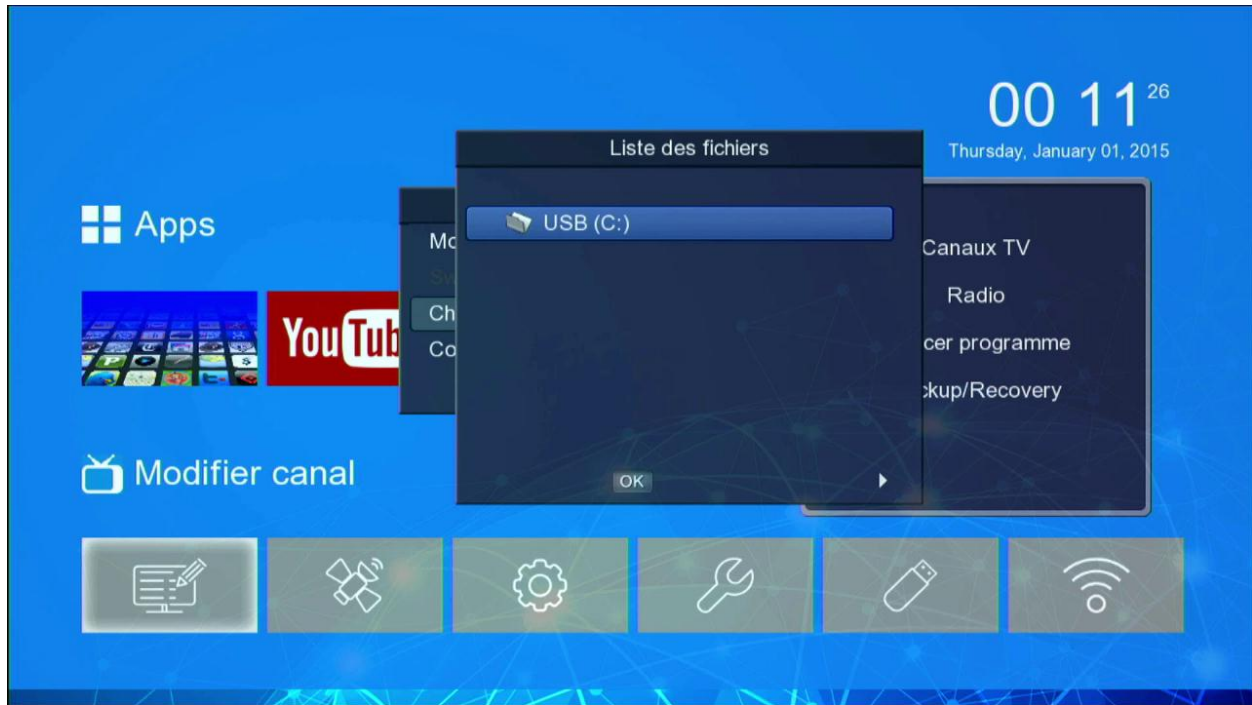 00 11 26
Thursday, January 01, 2015
Liste des fichiers
USB (C:)
OK
Apps
YouTub
Mo
Ch
Co
Canaux TV
Radio
cer programme
ckup/Recovery
Modifier canal